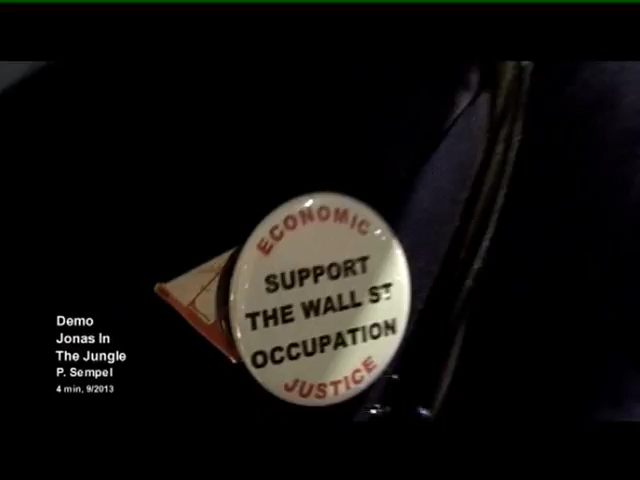 ECONOMIC
SUPPORT
THE WALL ST
OCCUPATION
JUSTICE
Demo
Jonas In
The Jungle
P. Sempel
4 min, 9/2013